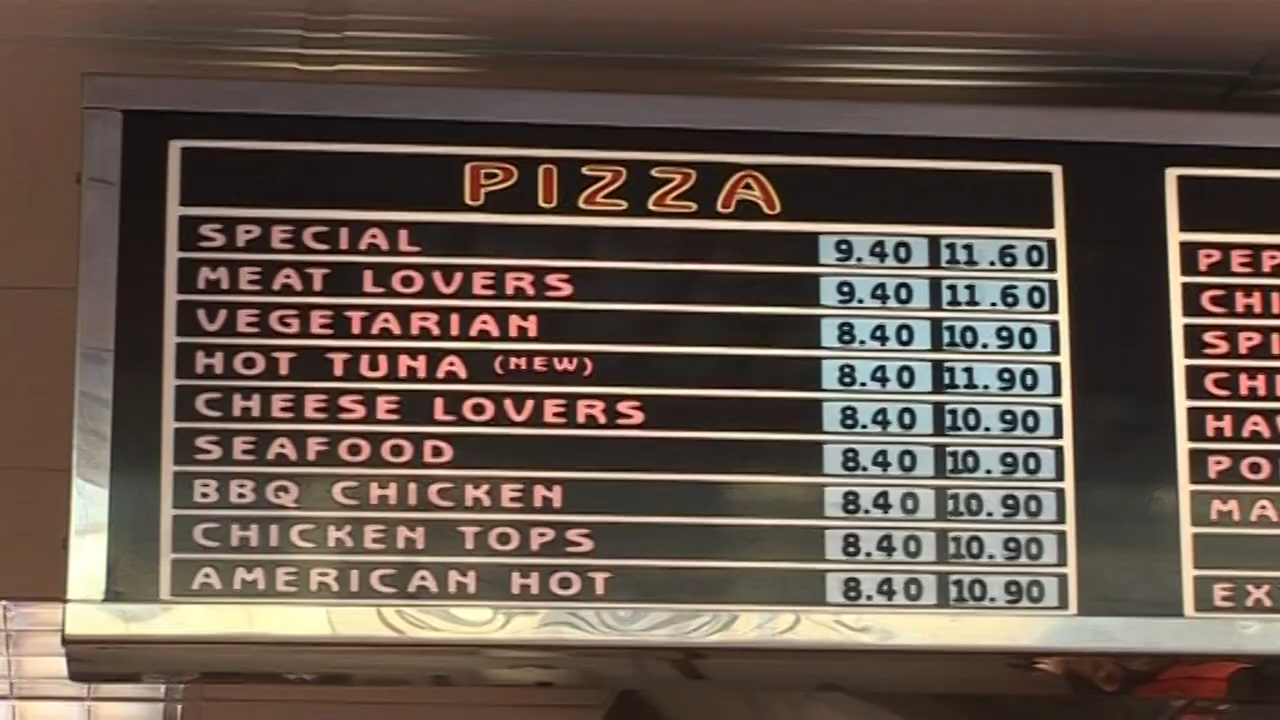 PIZZA
SPECIAL 9.40 11.60
MEAT LOVERS 9.40 11.60
VEGETARIAN 8.40 10.90
HOT TUNA (NEW) 8.40 11.90
CHEESE LOVERS 8.40 10.90
SEAFOOD 8.40 10.90
BBQ CHICKEN 8.40 10.90
CHICKEN TOPS 8.40 10.90
AMERICAN HOT 8.40 10.90
PEP
CHI
SPI
CHI
HAW
PO
MA
EX